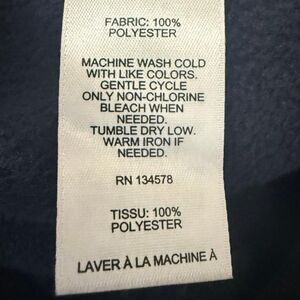 FABRIC: 100%
POLYESTER
MACHINE WASH COLD
WITH LIKE COLORS.
GENTLE CYCLE
ONLY NON-CHLORINE
BLEACH WHEN
NEEDED.
TUMBLE DRY LOW.
WARM IRON IF
NEEDED.
RN 134578
TISSU: 100%
POLYESTER
LAVER À LA MACHINE À